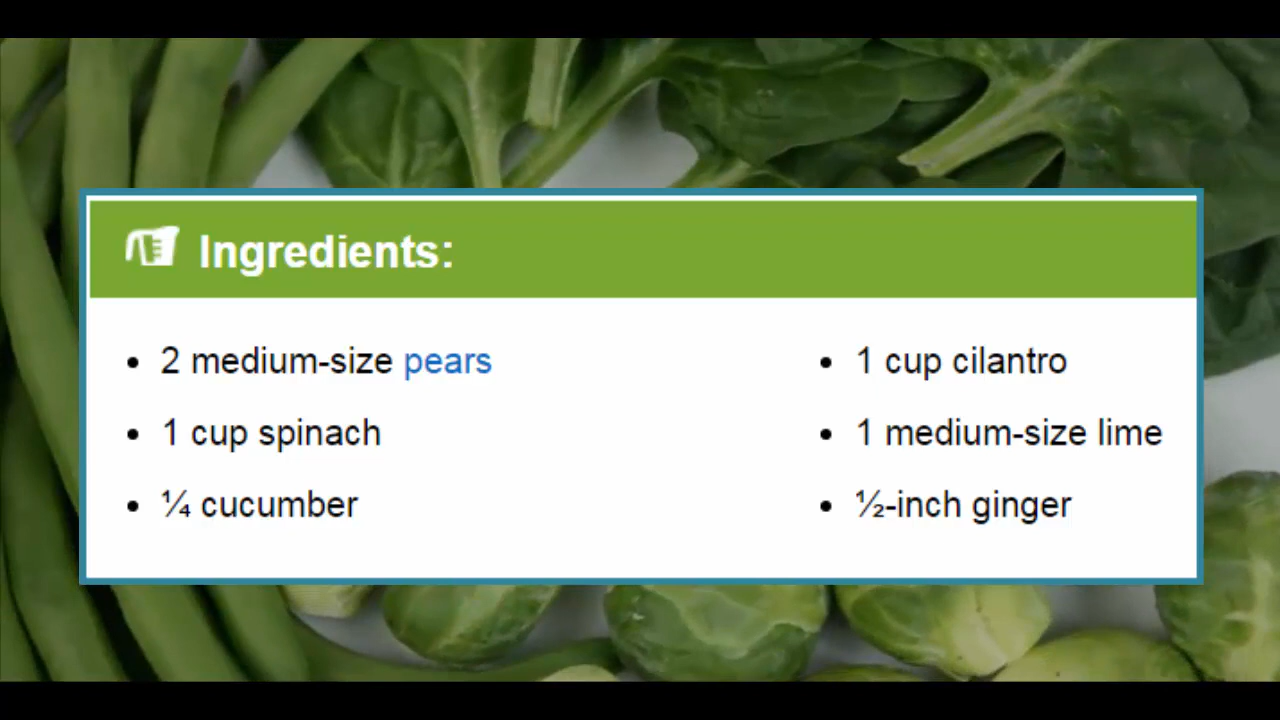 Ingredients:
• 2 medium-size pears
• 1 cup spinach
• ¼ cucumber
• 1 cup cilantro
• 1 medium-size lime
• ½-inch ginger